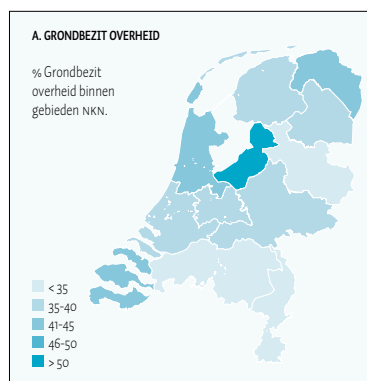 A. GRONDBEZIT OVERHEID
% Grondbezit
overheid binnen
gebieden NKN.
< 35
35-40
41-45
46-50
> 50